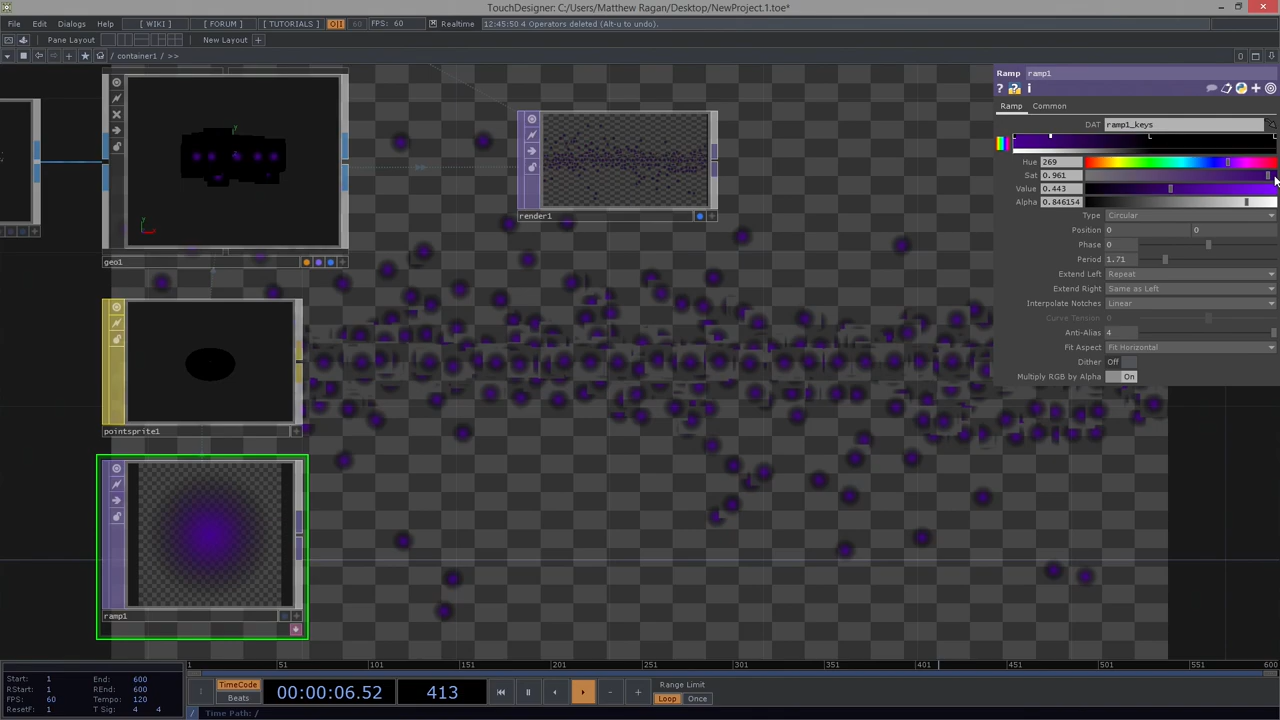 TouchDesigner: C:/Users/Matthew Ragan/Desktop/NewProject.1.toe*
File Edit Dialogs [ WIKI ] [ FORUM ] [ TUTORIALS ] O|I 60 FPS: 60 Realtime 12:45:50 4 Operators deleted (Alt-u to undo).
Pane Layout New Layout +
/ container1 / >>
Ramp ramp1
? ? i
Ramp Common
DAT ramp1_keys
Hue 269
Sat 0.961
Value 0.443
Alpha 0.846154
Type Circular
Position 0 0
Phase 0
Period 1.71
Extend Left Repeat
Extend Right Same as Left
Interpolate Notches Linear
Curve Tension 0
Anti-Alias 4
Fit Aspect Fit Horizontal
Dither Off
Multiply RGB by Alpha On
y
y
render1
geo1
pointsprite1
ramp1
Start: 1 End: 600
RStart: 1 REnd: 600
FPS: 60 Tempo: 120
ResetF: 1 T Sig: 4 4
1 51 101 151 201 251 301 351 401 451 501 551 600
TimeCode
Beats
00:00:06.52 413
Range Limit
Loop Once
/ Time Path: /